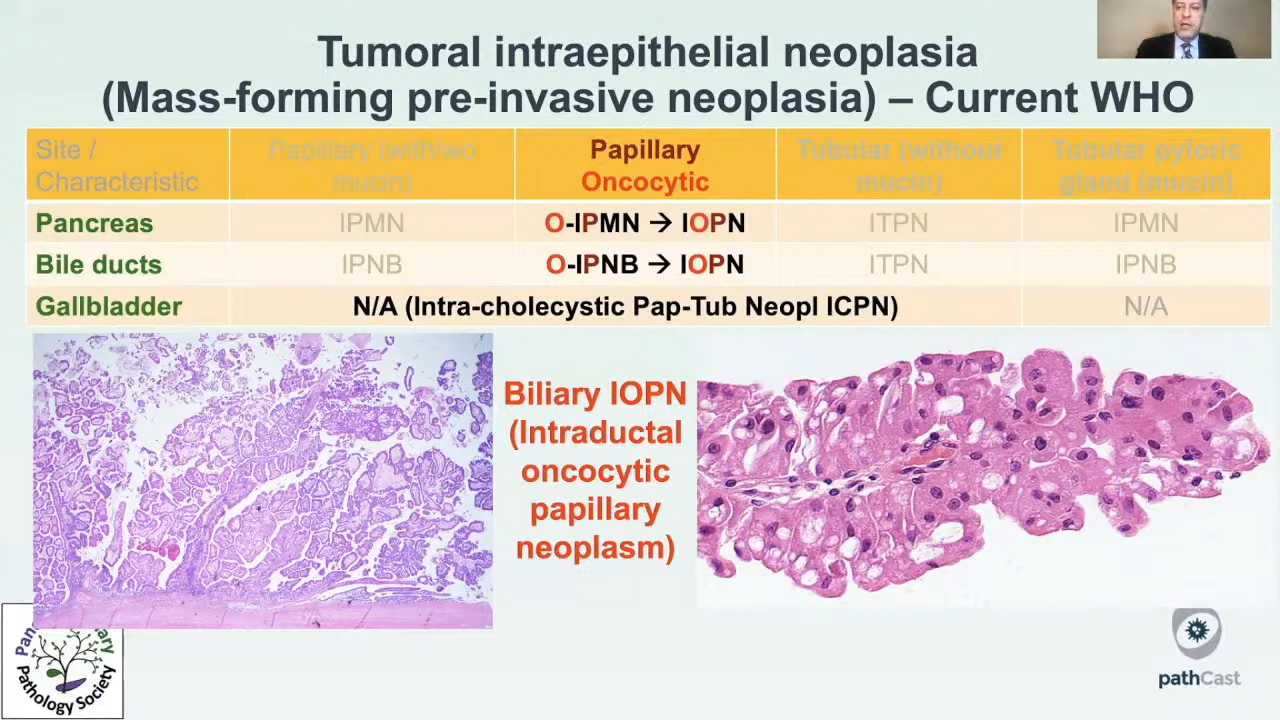 Tumoral intraepithelial neoplasia
(Mass-forming pre-invasive neoplasia) – Current WHO
Site / Characteristic
Papillary (with/wo mucin)
Papillary Oncocytic
Tubular (without mucin)
Tubular pyloric gland (mucin)
Pancreas IPMN O-IPMN → IOPN ITPN IPMN
Bile ducts IPNB O-IPNB → IOPN ITPN IPNB
Gallbladder N/A (Intra-cholecystic Pap-Tub Neopl ICPN) N/A
Biliary IOPN
(Intraductal
oncocytic
papillary
neoplasm)
Pathology Society
pathCast